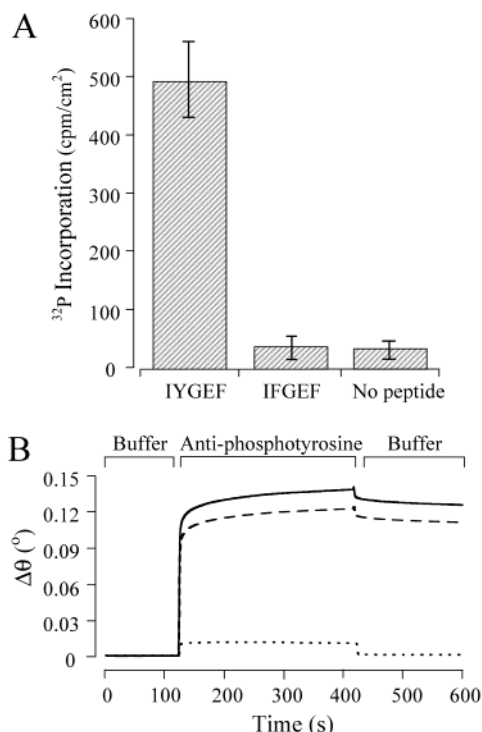 A
600
500
400
300
200
100
0
³²P Incorporation (cpm/cm²)
IYGEF IFGEF No peptide
B
Buffer Anti-phosphotyrosine Buffer
0.15
0.12
0.09
0.06
0.03
0
Δθ (°)
0 100 200 300 400 500 600
Time (s)